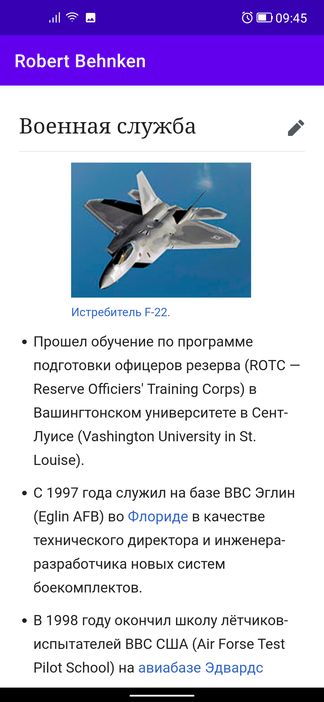 09:45
Robert Behnken
Военная служба
Истребитель F-22.
• Прошел обучение по программе
подготовки офицеров резерва (ROTC —
Reserve Officiers' Training Corps) в
Вашингтонском университете в Сент-
Луисе (Vashington University in St.
Louise).
• С 1997 года служил на базе ВВС Эглин
(Eglin AFB) во Флориде в качестве
технического директора и инженера-
разработчика новых систем
боекомплектов.
• В 1998 году окончил школу лётчиков-
испытателей ВВС США (Air Forse Test
Pilot School) на авиабазе Эдвардс